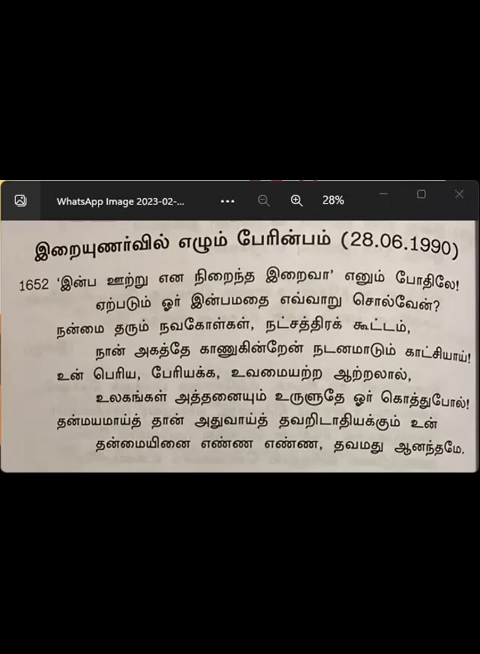 WhatsApp Image 2023-02-...
28%
இறையுணர்வில் எழும் பேரின்பம் (28.06.1990)
1652 'இன்ப ஊற்று என நிறைந்த இறைவா' எனும் போதிலே!
ஏற்படும் ஓர் இன்பமதை எவ்வாறு சொல்வேன்?
நன்மை தரும் நவகோள்கள், நட்சத்திரக் கூட்டம்,
நான் அகத்தே காணுகின்றேன் நடனமாடும் காட்சியாய்!
உன் பெரிய, பேரியக்க, உவமையற்ற ஆற்றலால்,
உலகங்கள் அத்தனையும் உருளுதே ஓர் கொத்துபோல்!
தன்மயமாய்த் தான் அதுவாய்த் தவறிடாதியக்கும் உன்
தன்மையினை எண்ண எண்ண, தவமது ஆனந்தமே.